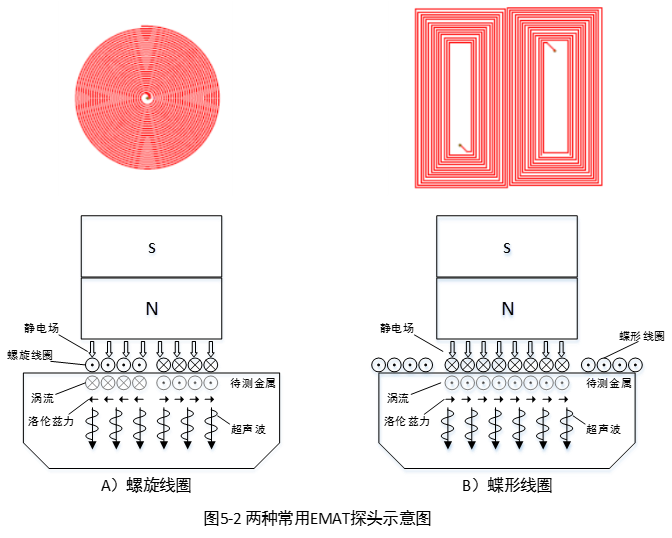 S
N
静电场
螺旋线圈
涡流
洛伦兹力
待测金属
超声波
A）螺旋线圈
S
N
静电场
蝶形线圈
涡流
洛伦兹力
待测金属
超声波
B）蝶形线圈
图5-2 两种常用EMAT探头示意图